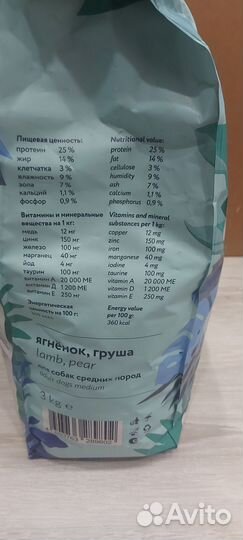 Пищевая ценность:
протеин 25 %
жир 14 %
клетчатка 3 %
влажность 9 %
зола 7 %
кальций 1,1 %
фосфор 0,9 %
Витамины и минеральные
вещества на 1 кг:
медь 12 мг
цинк 150 мг
железо 100 мг
марганец 40 мг
йод 4 мг
таурин 100 мг
витамин А 20 000 МЕ
витамин Д 1 200 МЕ
витамин Е 250 мг
Энергетическая
ценность на 100 г:
Nutritional value:
protein 25 %
fat 14 %
cellulose 3 %
humidity 9 %
ash 7 %
calcium 1,1 %
phosphorus 0,9 %
Vitamins and mineral
substances per 1 kg:
copper 12 mg
zinc 150 mg
iron 100 mg
manganese 40 mg
iodine 4 mg
taurine 100 mg
vitamin A 20 000 ME
vitamin D 1 200 ME
vitamin E 250 mg
Energy value
per 100 g:
360 kcal
ягнёнок, груша
lamb, pear
для собак средних пород
adult dogs medium
3 kg e
Avito